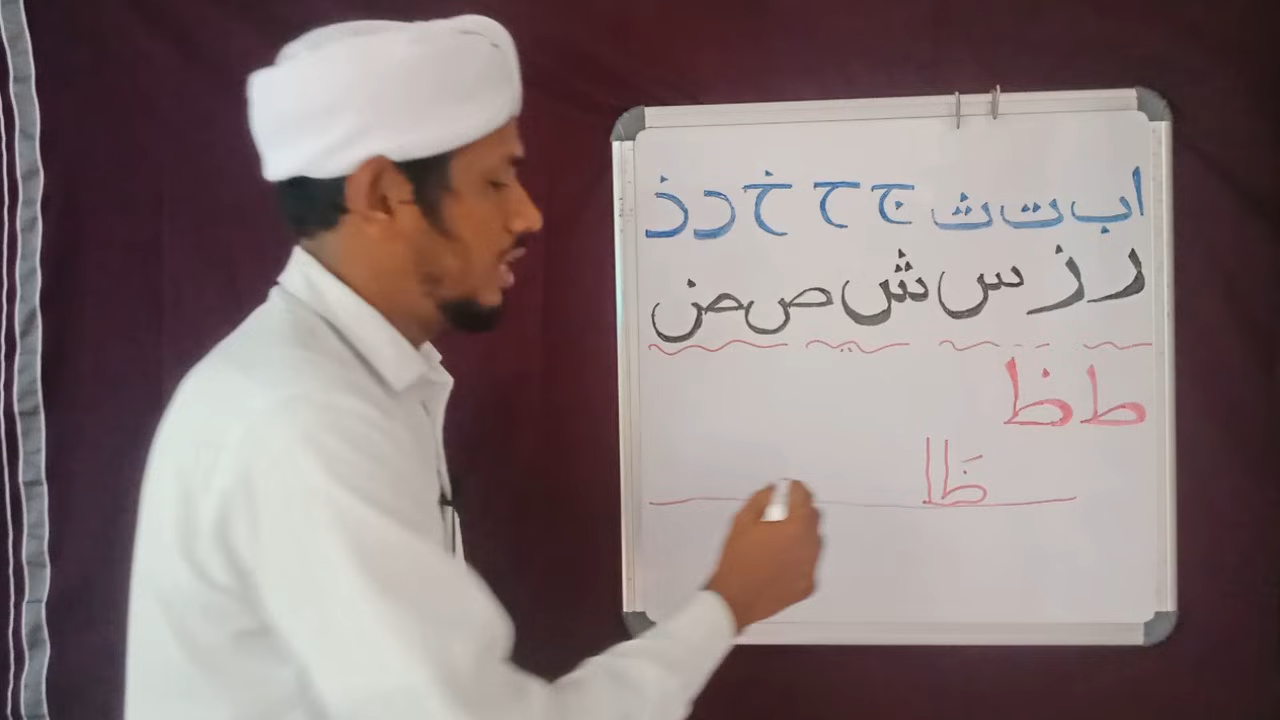 ا ب ت ث ج ح خ د ذ
ر ز س ش ص ض
ط ظ
ظَا